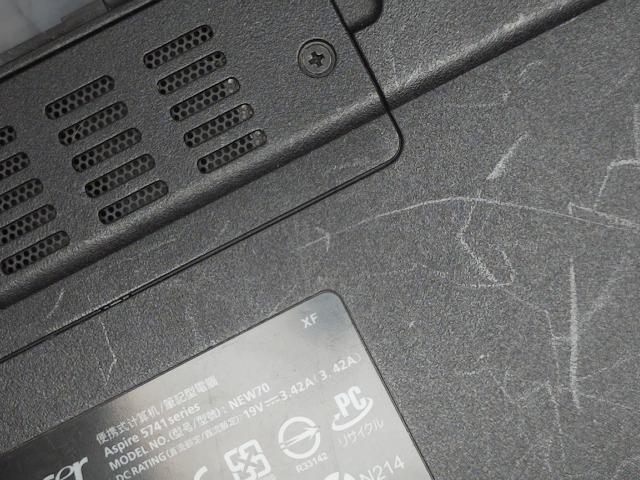 XF
便携式计算机/筆記型電腦
Aspire 5741 series
MODEL NO.(型号/型號): NEW70
DC RATING(直流额定/直流額定): 19V⎓3.42A(3.42A)
PC
リサイクル
R33142
N214